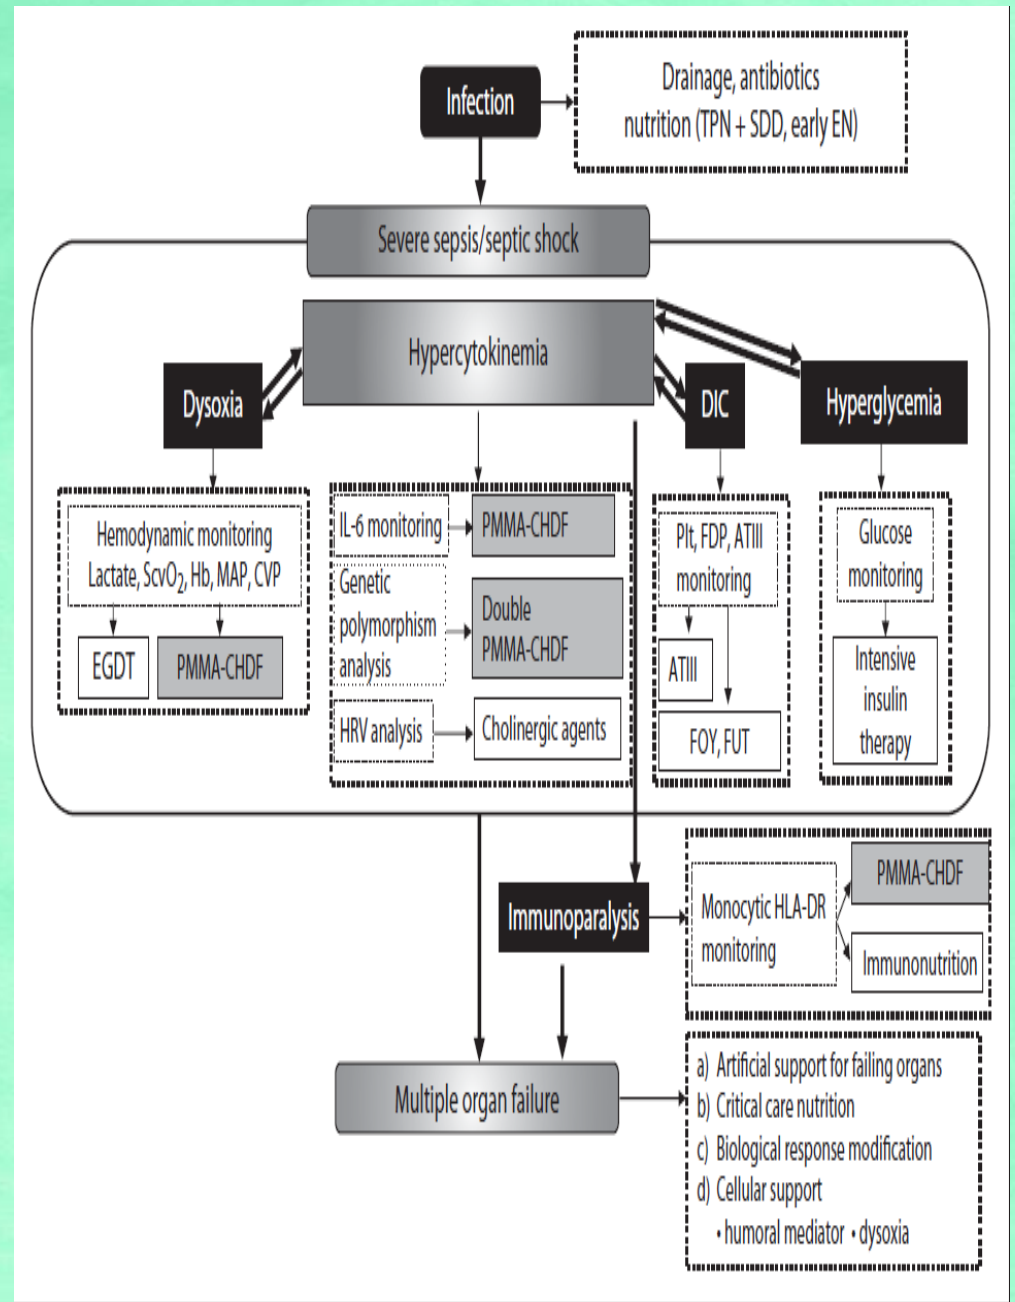 Infection
Drainage, antibiotics
nutrition (TPN + SDD, early EN)
Severe sepsis/septic shock
Hypercytokinemia
Dysoxia
DIC
Hyperglycemia
Hemodynamic monitoring
Lactate, ScvO₂, Hb, MAP, CVP
EGDT
PMMA-CHDF
IL-6 monitoring
PMMA-CHDF
Genetic
polymorphism
analysis
Double
PMMA-CHDF
HRV analysis
Cholinergic agents
Plt, FDP, ATIII
monitoring
ATIII
FOY, FUT
Glucose
monitoring
Intensive
insulin
therapy
Immunoparalysis
Monocytic HLA-DR
monitoring
PMMA-CHDF
Immunonutrition
Multiple organ failure
a) Artificial support for failing organs
b) Critical care nutrition
c) Biological response modification
d) Cellular support
• humoral mediator • dysoxia